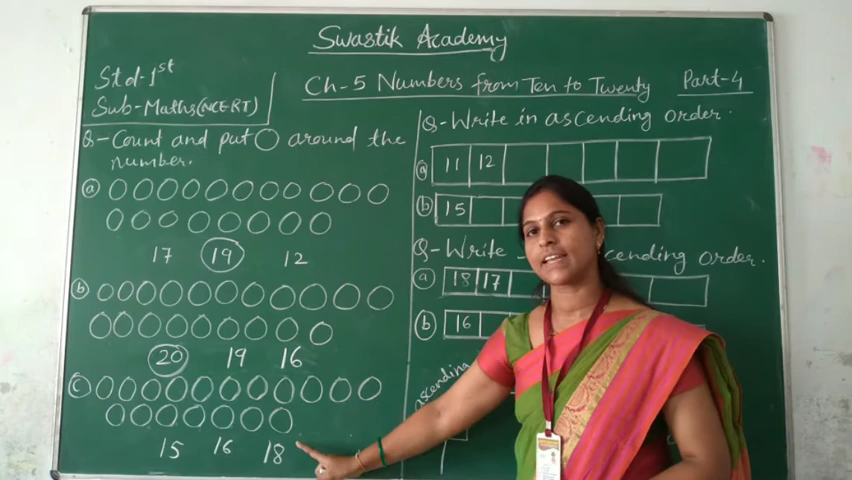 Swastik Academy
Std-1st
Sub-Maths(NCERT)
Ch-5 Numbers from Ten to Twenty
Part-4
Q-Count and put ○ around the
number.
(a)
17 19 12
(b)
20 19 16
(c)
15 16 18
Q-Write in ascending order.
(a) 11 12
(b) 15
Q-Write cending order.
(a) 18 17
(b) 16
ascending